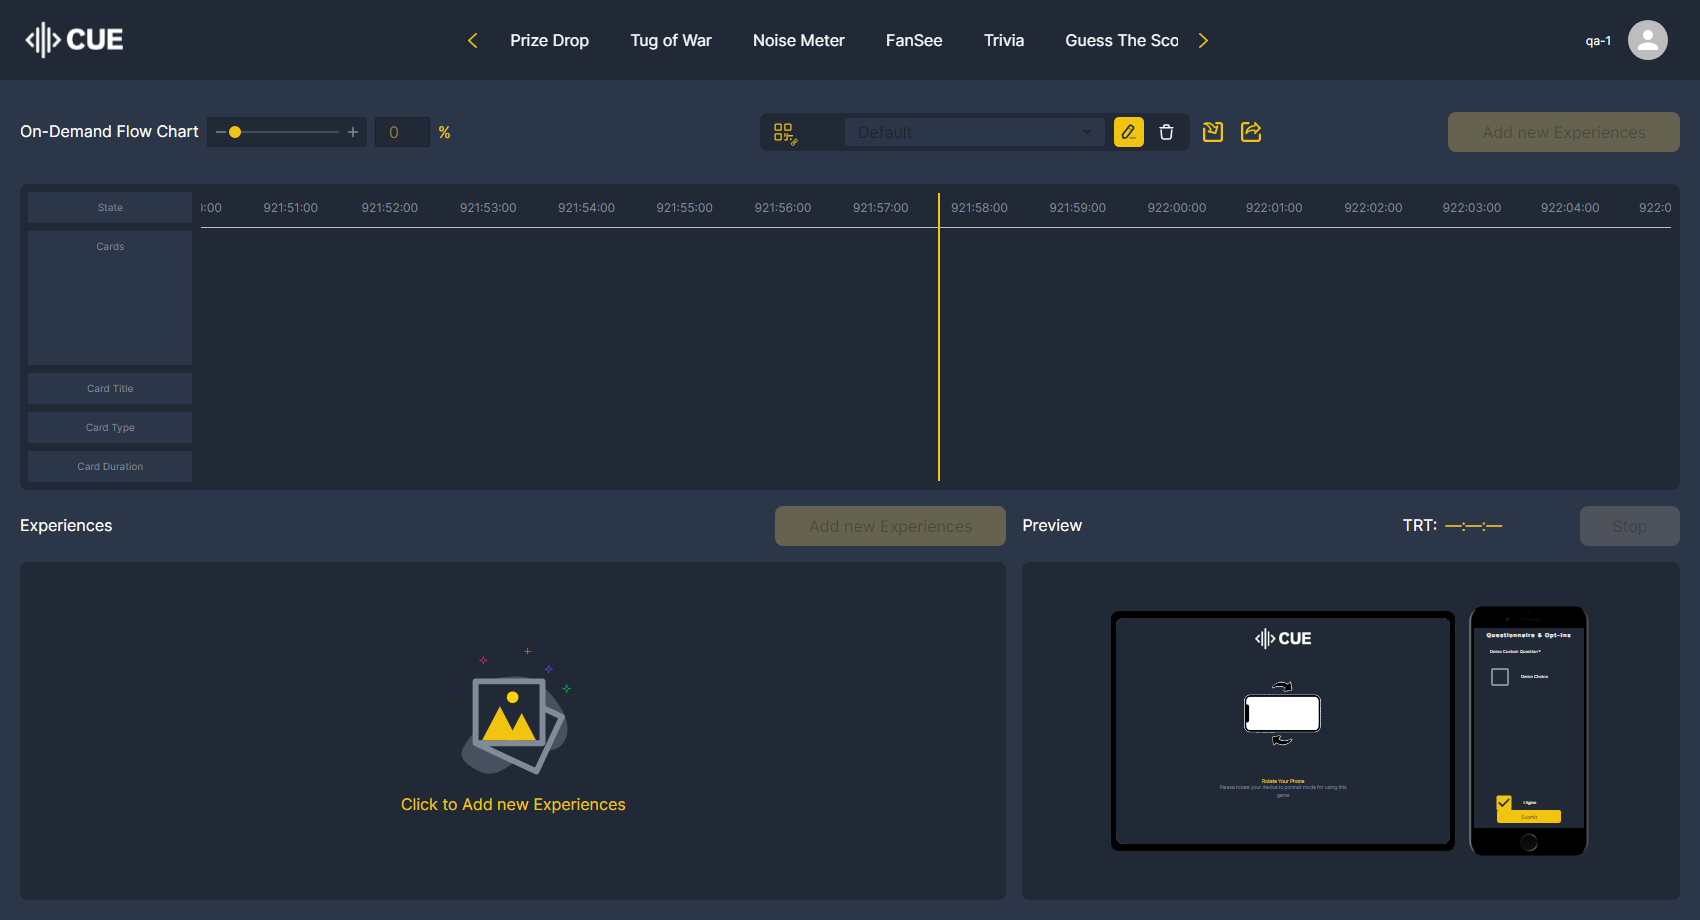 CUE
Prize Drop Tug of War Noise Meter FanSee Trivia Guess The Sco
qa-1
On-Demand Flow Chart
0 %
Default
Add new Experiences
State
):00 921:51:00 921:52:00 921:53:00 921:54:00 921:55:00 921:56:00 921:57:00 921:58:00 921:59:00 922:00:00 922:01:00 922:02:00 922:03:00 922:04:00 922:0
Cards
Card Title
Card Type
Card Duration
Experiences
Add new Experiences
Preview
TRT: —:—:—
Stop
Click to Add new Experiences
CUE
Rotate Your Phone
Please rotate your device to portrait mode for using this
game
Questionnaire & Opt-Ins
Demo Custom Question*
Demo Choice
I Agree
Submit